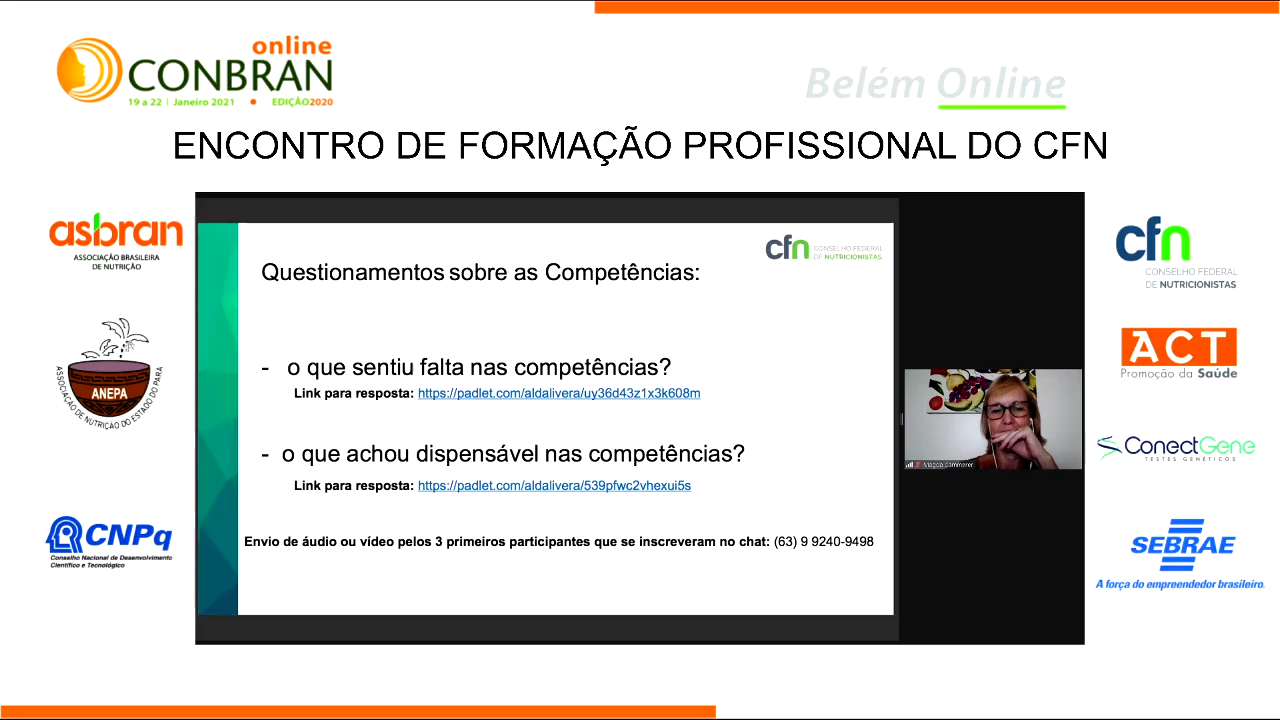 online
CONBRAN
19 a 22 | Janeiro 2021 • EDIÇÃO2020
Belém Online
ENCONTRO DE FORMAÇÃO PROFISSIONAL DO CFN
asbran
ASSOCIAÇÃO BRASILEIRA
DE NUTRIÇÃO
ANEPA
ASSOCIAÇÃO DE NUTRIÇÃO DO ESTADO DO PARÁ
CNPq
Conselho Nacional de Desenvolvimento
Científico e Tecnológico
cfn CONSELHO FEDERAL
DE NUTRICIONISTAS
Questionamentos sobre as Competências:
- o que sentiu falta nas competências?
Link para resposta: https://padlet.com/aldalivera/uy36d43z1x3k608m
- o que achou dispensável nas competências?
Link para resposta: https://padlet.com/aldalivera/539pfwc2vhexui5s
Envio de áudio ou vídeo pelos 3 primeiros participantes que se inscreveram no chat: (63) 9 9240-9498
Magda Cammerer
cfn
CONSELHO FEDERAL
DE NUTRICIONISTAS
ACT
Promoção da Saúde
ConectGene
TESTES GENÉTICOS
SEBRAE
A força do empreendedor brasileiro.